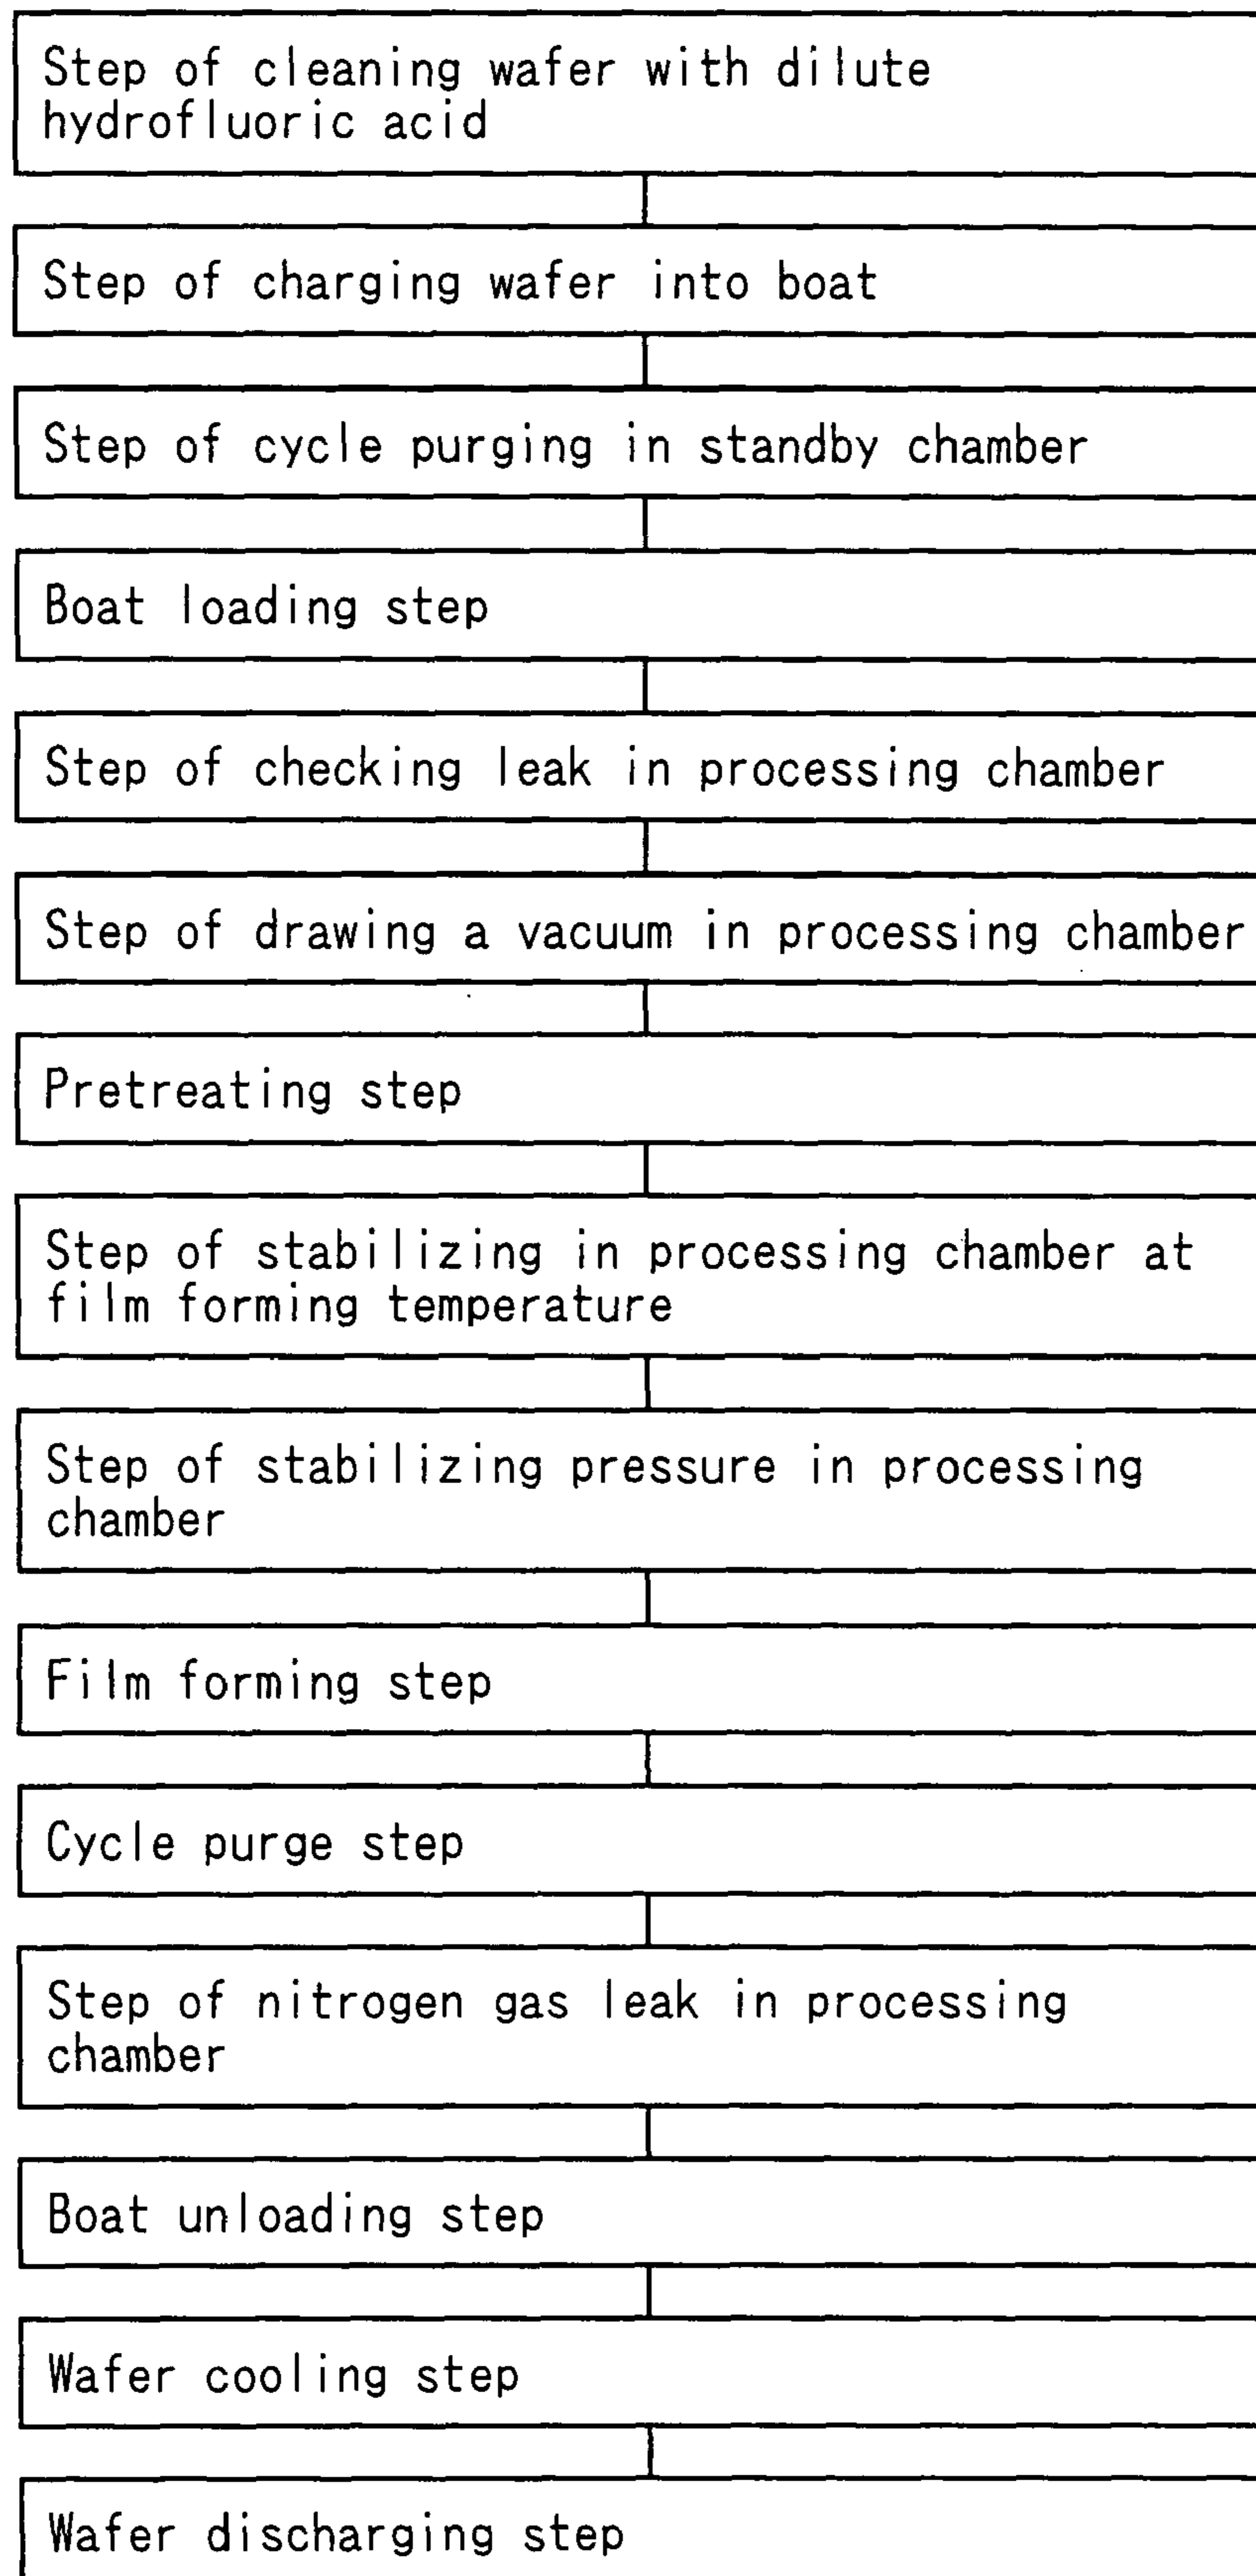 Step of cleaning wafer with dilute
hydrofluoric acid
Step of charging wafer into boat
Step of cycle purging in standby chamber
Boat loading step
Step of checking leak in processing chamber
Step of drawing a vacuum in processing chamber
Pretreating step
Step of stabilizing in processing chamber at
film forming temperature
Step of stabilizing pressure in processing
chamber
Film forming step
Cycle purge step
Step of nitrogen gas leak in processing
chamber
Boat unloading step
Wafer cooling step
Wafer discharging step